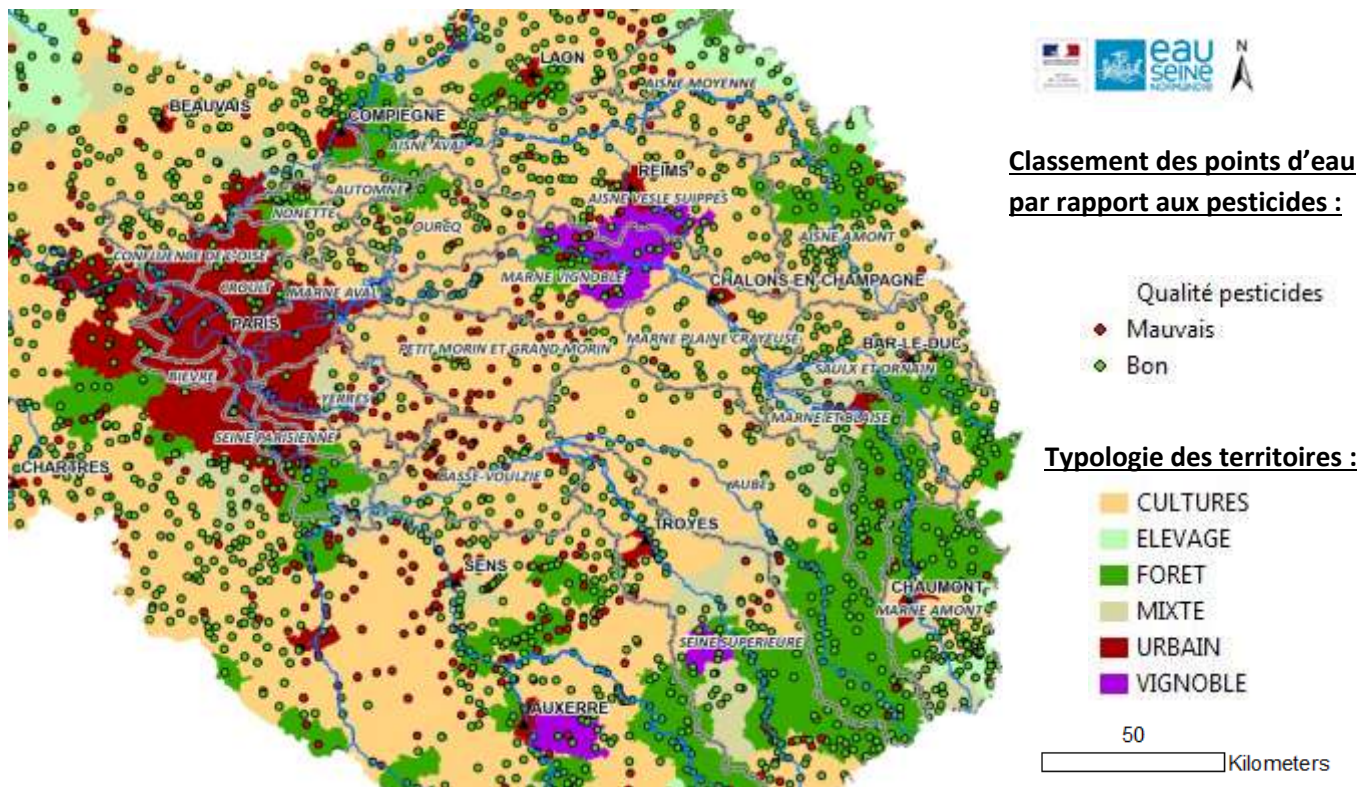 LAON
BEAUVAIS
AISNE MOYENNE
COMPIEGNE
AISNE AVAL
REIMS
AUTOMNE
AISNE VESLE SUIPPES
NONETTE
OURCQ
AISNE AMONT
CONFLUENCE DE L'OISE
MARNE VIGNOBLE
CHALONS-EN-CHAMPAGNE
CROULT
MARNE AVAL
PARIS
MARNE PLAINE CRAYEUSE
BAR-LE-DUC
PETIT MORIN ET GRAND MORIN
SAULX ET ORNAIN
BIEVRE
YERRES
MARNE ET BLAISE
SEINE PARISIENNE
CHARTRES
BASSE-VOULZIE
AUBE
TROYES
SENS
CHAUMONT
MARNE AMONT
SEINE SUPERIEURE
AUXERRE
eau
SEINE
NORMANDIE
N
Classement des points d'eau
par rapport aux pesticides :
Qualité pesticides
Mauvais
Bon
Typologie des territoires :
CULTURES
ELEVAGE
FORET
MIXTE
URBAIN
VIGNOBLE
50
Kilometers